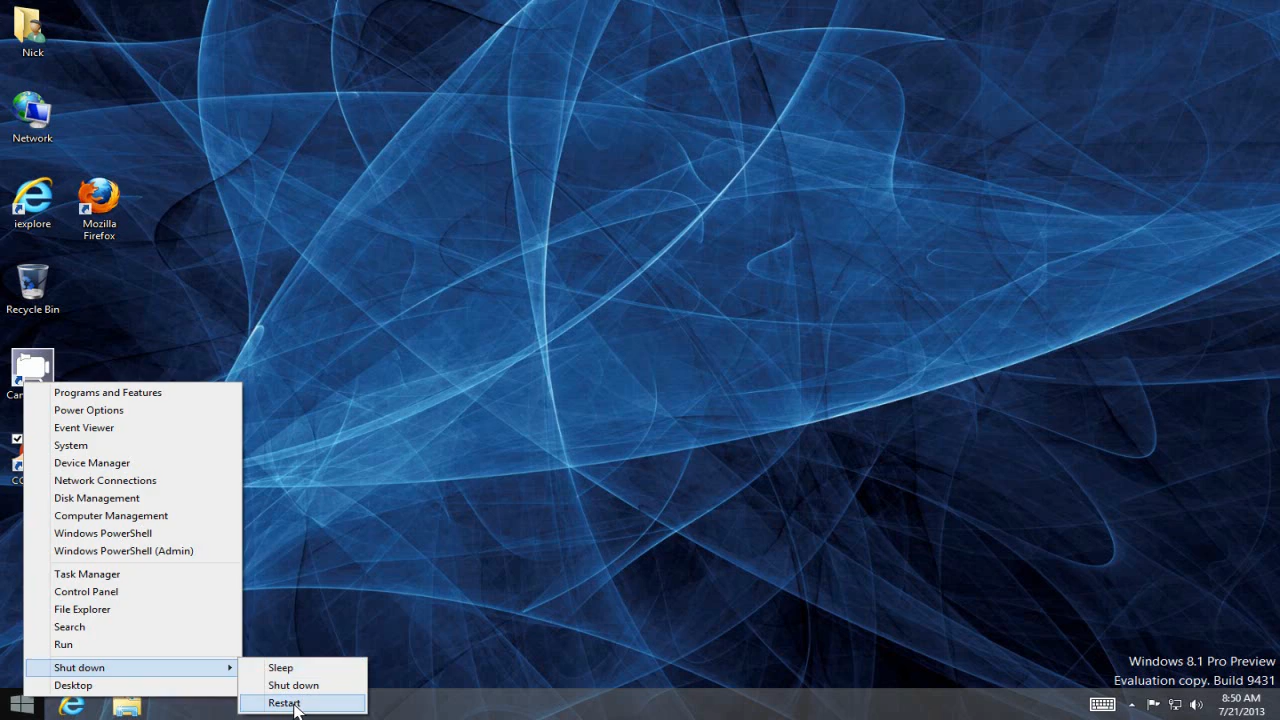 Nick
Network
iexplore
Mozilla
Firefox
Recycle Bin
Programs and Features
Power Options
Event Viewer
System
Device Manager
Network Connections
Disk Management
Computer Management
Windows PowerShell
Windows PowerShell (Admin)
Task Manager
Control Panel
File Explorer
Search
Run
Shut down
Desktop
Sleep
Shut down
Restart
Windows 8.1 Pro Preview
Evaluation copy. Build 9431
8:50 AM
7/21/2013